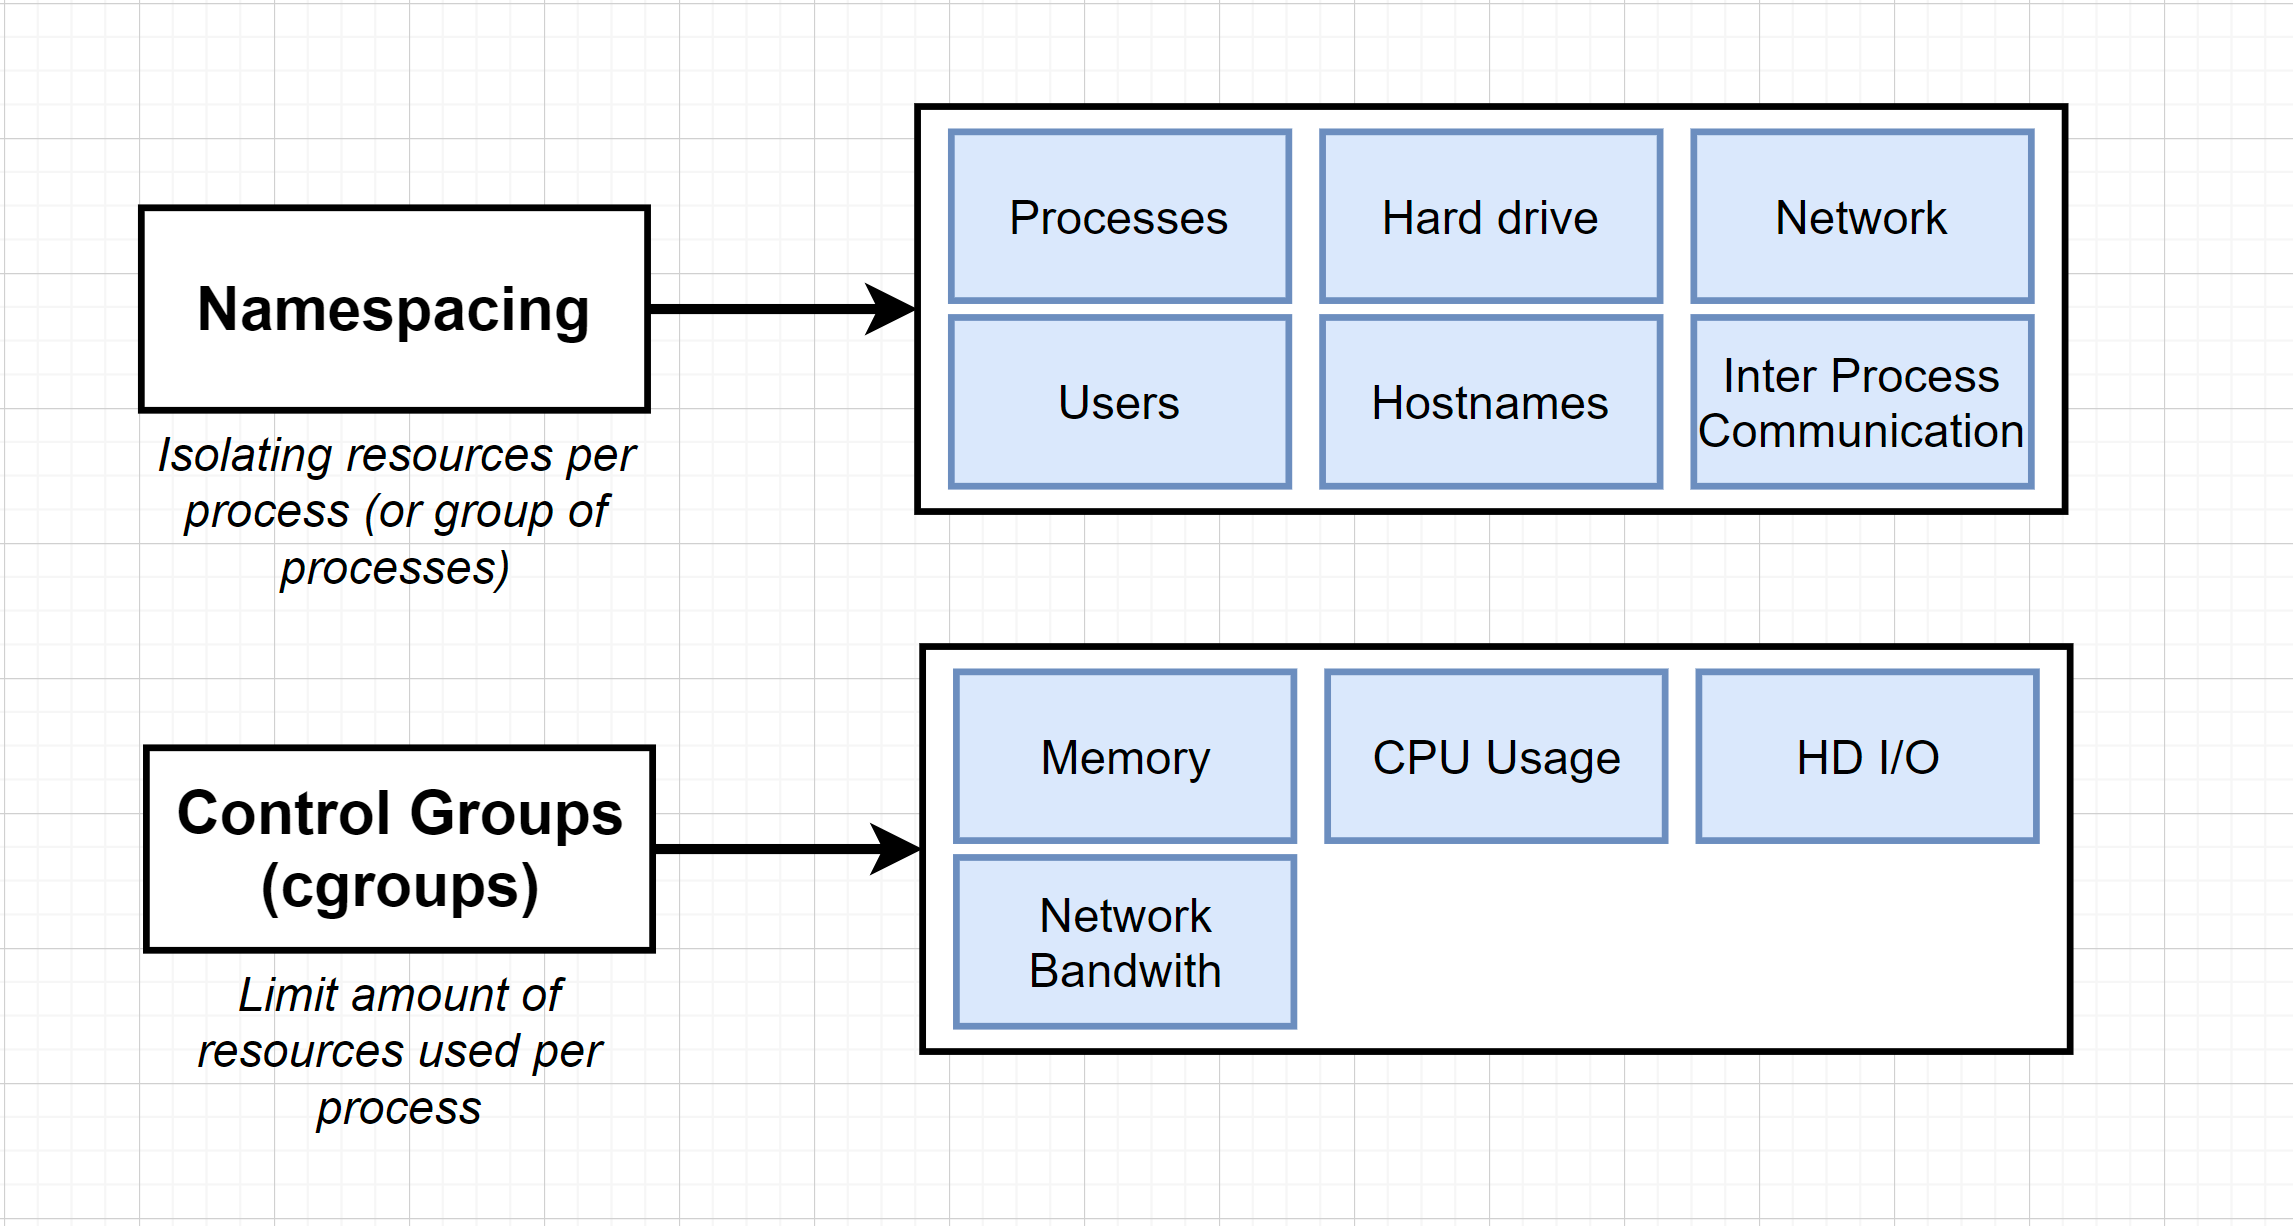 Namespacing
Isolating resources per
process (or group of
processes)
Processes
Hard drive
Network
Users
Hostnames
Inter Process
Communication
Control Groups
(cgroups)
Limit amount of
resources used per
process
Memory
CPU Usage
HD I/O
Network
Bandwith